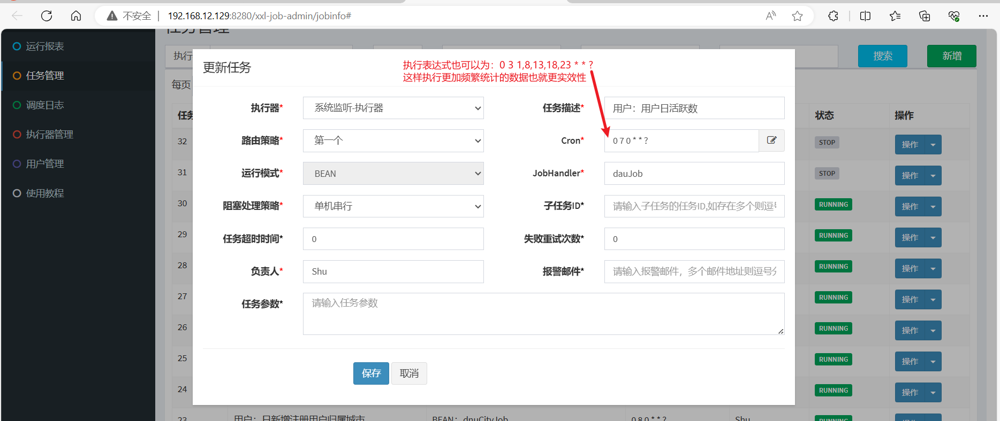 不安全 192.168.12.129:8280/xxl-job-admin/jobinfo#
运行报表
任务管理
调度日志
执行器管理
用户管理
使用教程
任务管理
执行
搜索
新增
每页
更新任务
执行表达式也可以为：0 3 1,8,13,18,23 * * ?
这样执行更加频繁统计的数据也就更实效性
执行器* 系统监听-执行器
任务描述* 用户：用户日活跃数
路由策略* 第一个
Cron* 0 7 0 * * ?
运行模式* BEAN
JobHandler* dauJob
阻塞处理策略* 单机串行
子任务ID* 请输入子任务的任务ID,如存在多个则逗
任务超时时间* 0
失败重试次数* 0
负责人* Shu
报警邮件* 请输入报警邮件，多个邮件地址则逗号分
任务参数* 请输入任务参数
保存 取消
任务 状态 操作
32 STOP 操作
31 STOP 操作
30 RUNNING 操作
29 RUNNING 操作
28 RUNNING 操作
27 RUNNING 操作
26 RUNNING 操作
25 RUNNING 操作
24 RUNNING 操作
23 用户：日新增注册用户归属城市 BEAN：dnuCityJob 0 8 0 * * ? Shu RUNNING